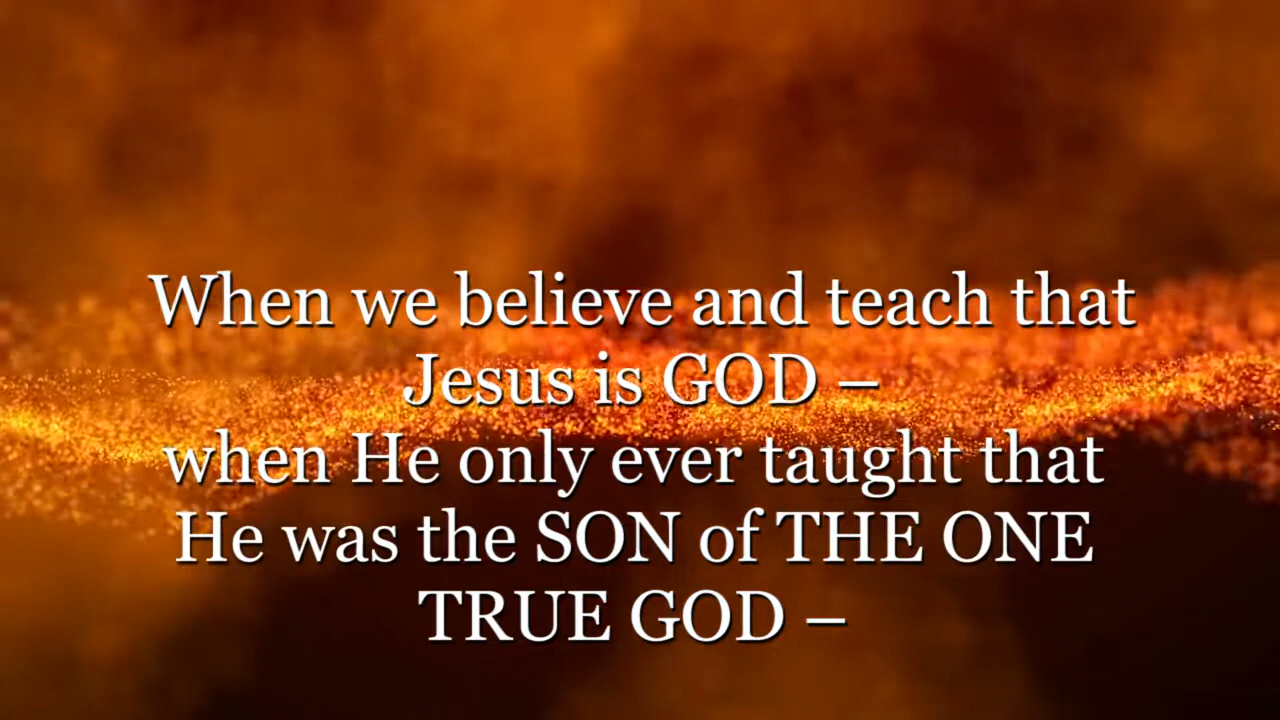 When we believe and teach that
Jesus is GOD –
when He only ever taught that
He was the SON of THE ONE
TRUE GOD –